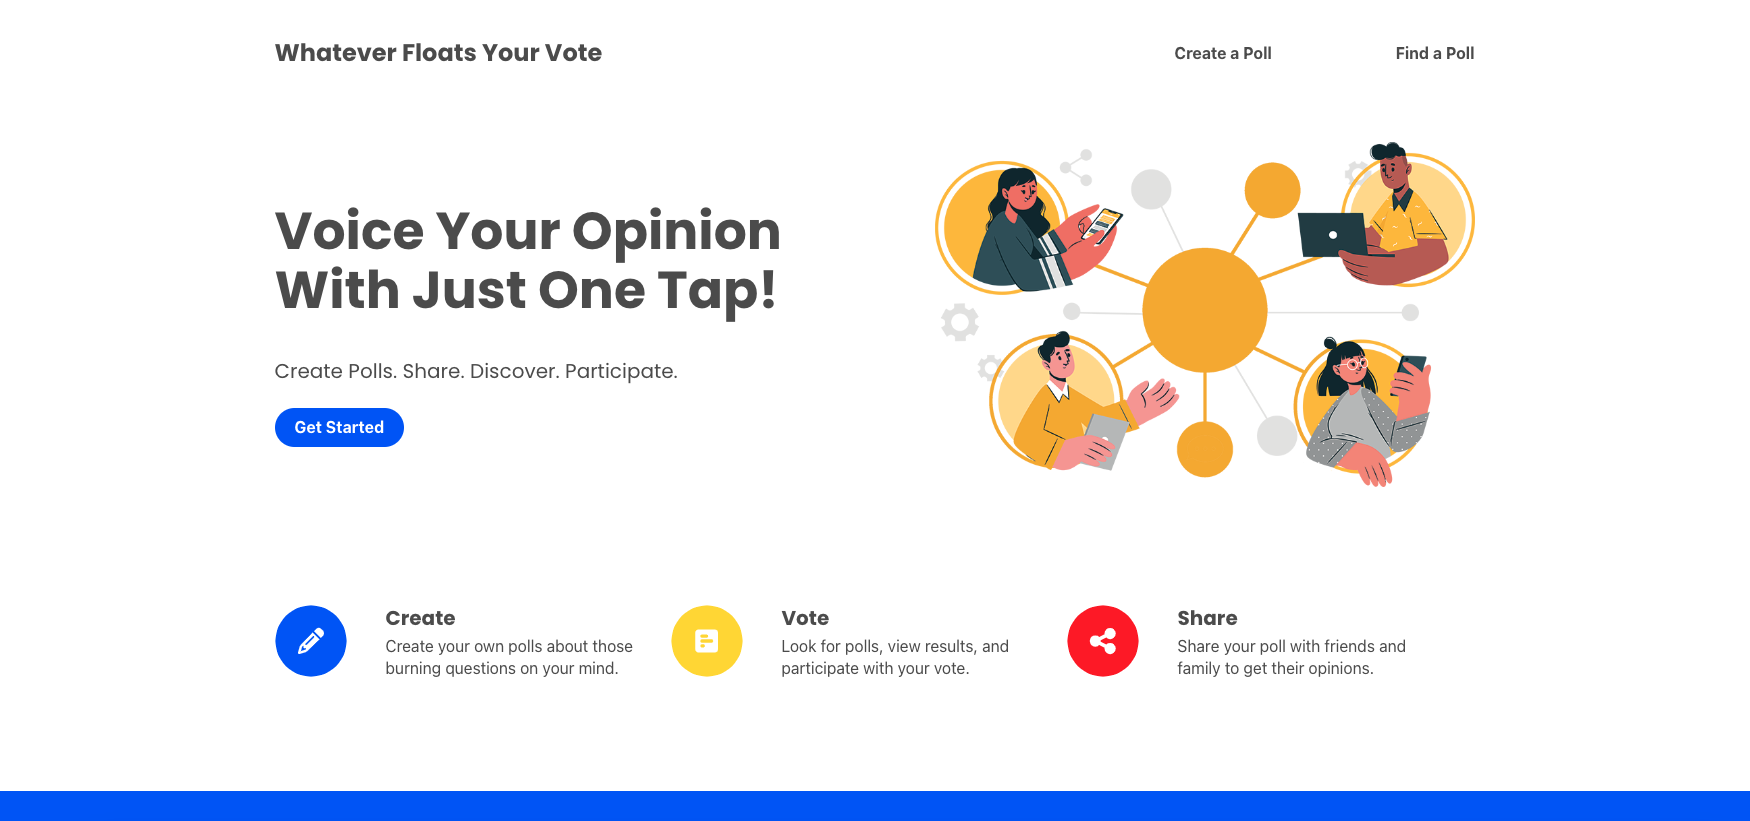 Whatever Floats Your Vote
Create a Poll
Find a Poll
Voice Your Opinion
With Just One Tap!
Create Polls. Share. Discover. Participate.
Get Started
Create
Create your own polls about those
burning questions on your mind.
Vote
Look for polls, view results, and
participate with your vote.
Share
Share your poll with friends and
family to get their opinions.